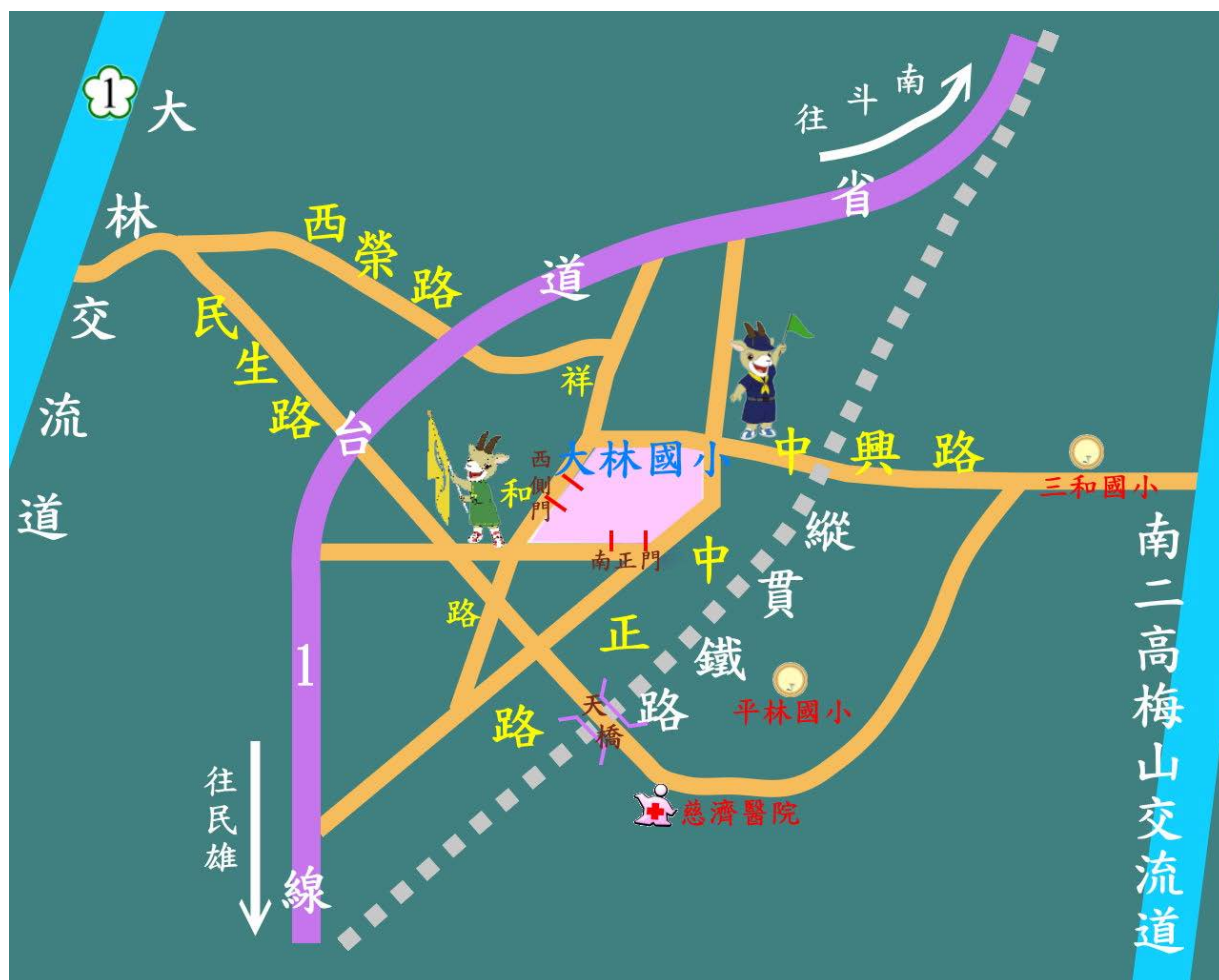 1
大林交流道
往斗南
省道台1線
西榮路
民生路
祥和路
大林國小
西側門
南正門
中興路
三和國小
中正路
縱貫鐵路
平林國小
天橋
慈濟醫院
往民雄
南二高梅山交流道